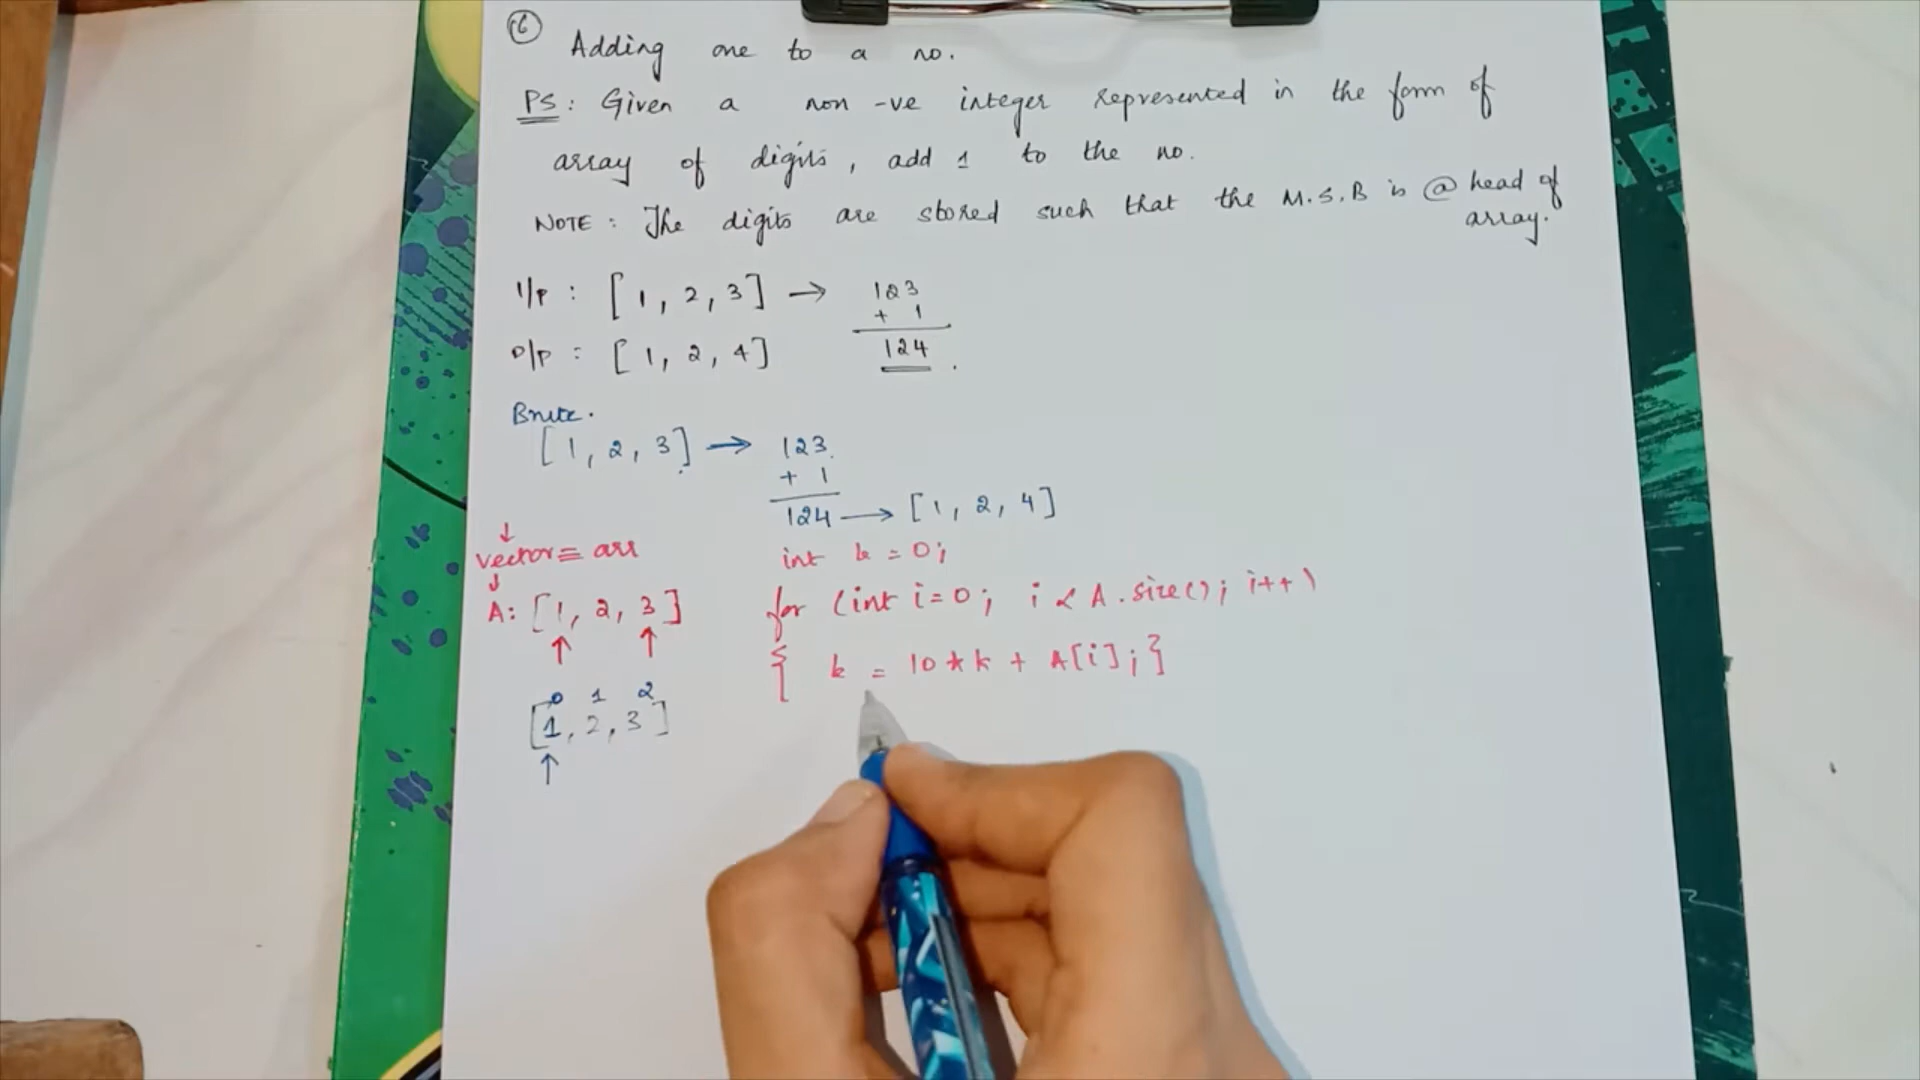 6
Adding one to a no.
PS : Given a non -ve integer represented in the form of
array of digits , add 1 to the no.
NOTE : The digits are stored such that the M.S.B is @ head of
array.
I/P : [ 1 , 2 , 3 ] → 123
+ 1
O/P : [ 1 , 2 , 4 ]
124 .
Brute .
[ 1 , 2 , 3 ] → 123
+ 1
124 → [ 1 , 2 , 4 ]
↓
vector = arr
int k = 0 ;
↓
A : [ 1 , 2 , 3 ]
for ( int i = 0 ; i < A . size ( ) ; i + + )
↑ ↑
{ k = 10 * k + A [ i ] ; }
0 1 2
[ 1 , 2 , 3 ]
↑